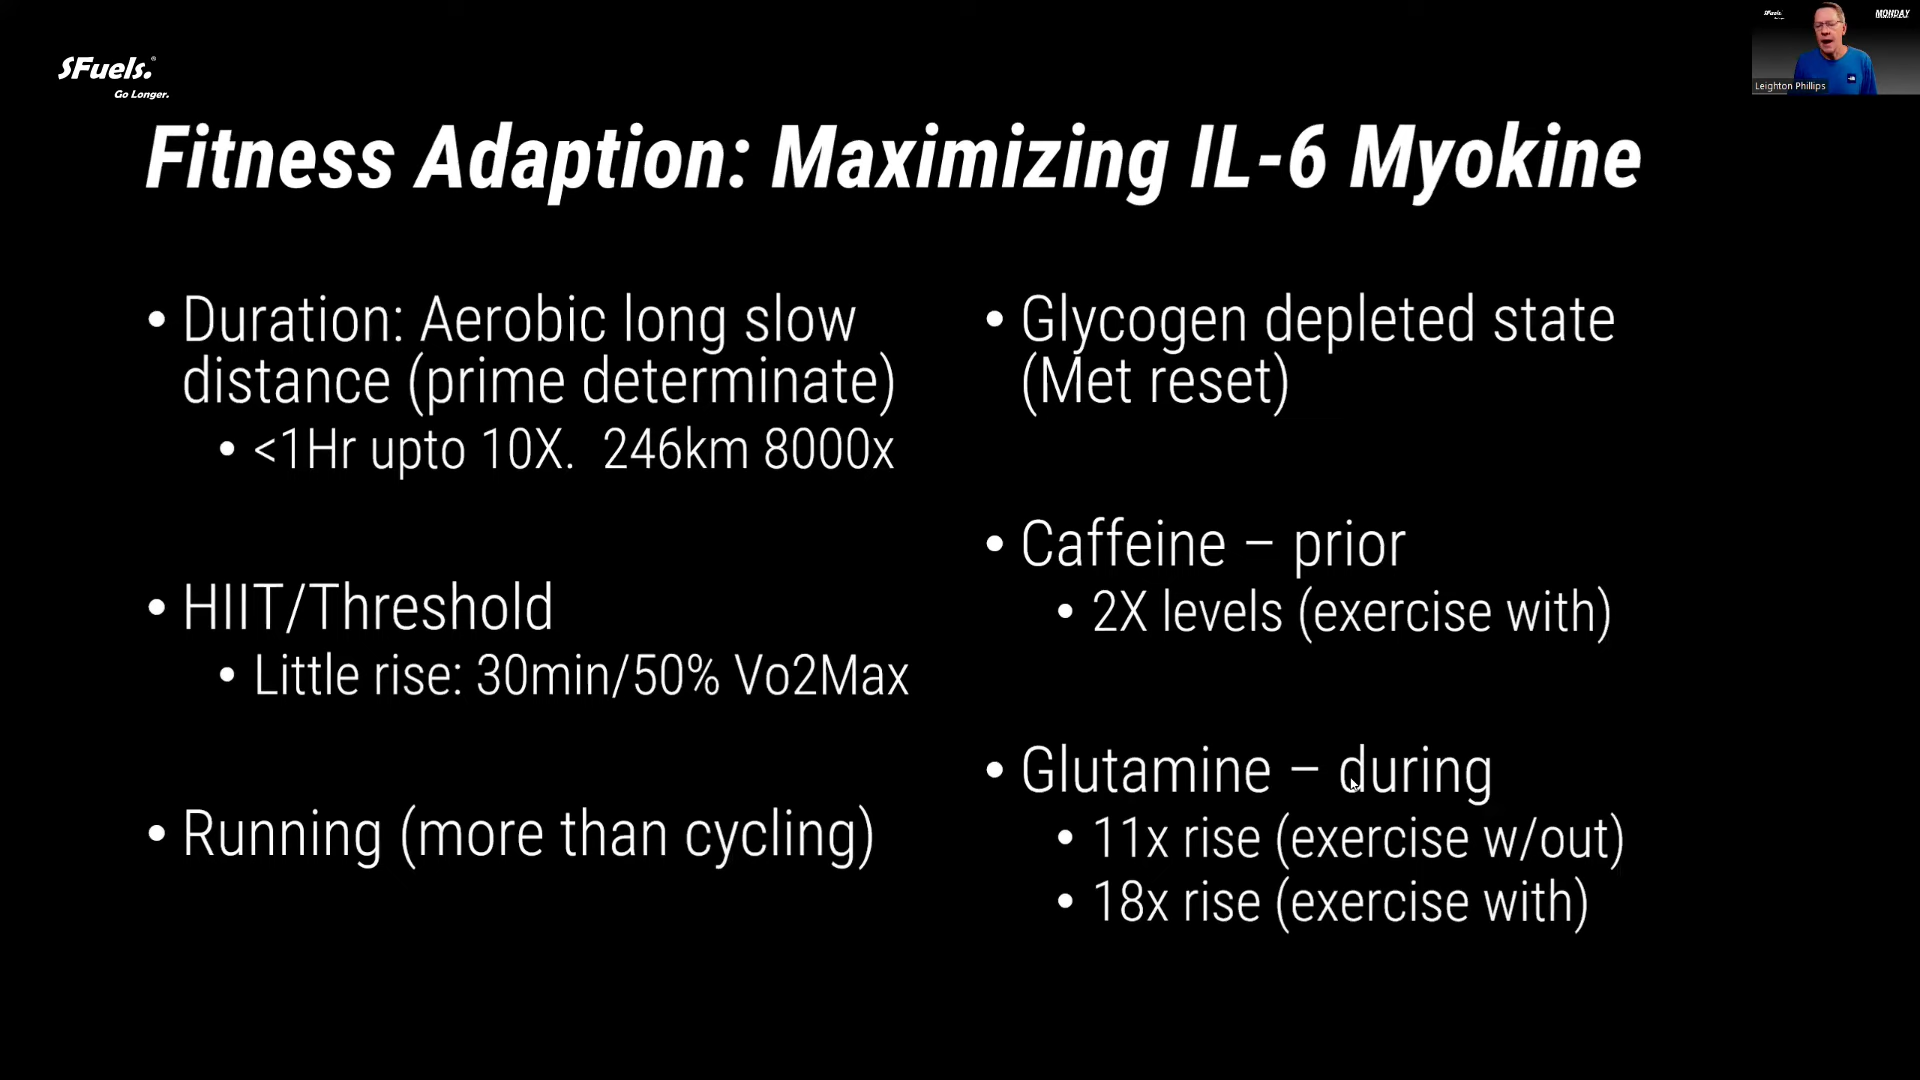 SFuels.®
Go Longer.
SFuels.
MONDAY
Leighton Phillips
Fitness Adaption: Maximizing IL-6 Myokine
• Duration: Aerobic long slow
distance (prime determinate)
• <1Hr upto 10X.  246km 8000x
• HIIT/Threshold
• Little rise: 30min/50% Vo2Max
• Running (more than cycling)
• Glycogen depleted state
(Met reset)
• Caffeine – prior
• 2X levels (exercise with)
• Glutamine – during
• 11x rise (exercise w/out)
• 18x rise (exercise with)